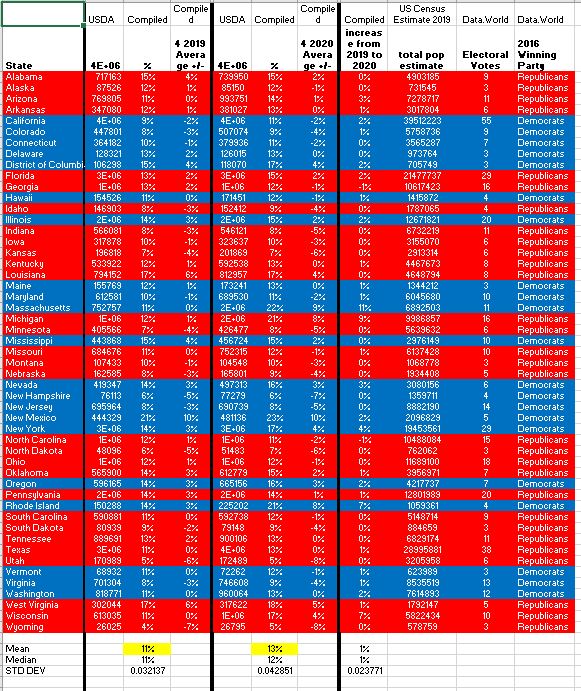 USDA Compiled Compile d USDA Compiled Compile d Compiled US Census Estimate 2019 Data.World Data.World
State 4E+06 % 4 2019 Avera ge +/- 4E+06 % 4 2020 Avera ge +/- increas e from 2019 to 2020 total pop estimate Electoral Votes 2016 Winning Party
Alabama 717163 15% 4% 739950 15% 2% 0% 4903185 9 Republicans
Alaska 87526 12% 1% 85150 12% -1% 0% 731545 3 Republicans
Arizona 769805 11% 0% 993751 14% 1% 3% 7278717 11 Republicans
Arkansas 347080 12% 1% 381027 13% 0% 1% 3017804 6 Republicans
California 4E+06 9% -2% 4E+06 11% -2% 2% 39512223 55 Democrats
Colorado 447801 8% -3% 507074 9% -4% 1% 5758736 9 Democrats
Connecticut 364182 10% -1% 379936 11% -2% 0% 3565287 7 Democrats
Delaware 128321 13% 2% 126015 13% 0% 0% 973764 3 Democrats
District of Columbi 106298 15% 4% 118070 17% 4% 2% 705749 3 Democrats
Florida 3E+06 13% 2% 3E+06 15% 2% 2% 21477737 29 Republicans
Georgia 1E+06 13% 2% 1E+06 12% -1% -1% 10617423 16 Republicans
Hawaii 154526 11% 0% 171451 12% -1% 1% 1415872 4 Democrats
Idaho 146903 8% -3% 152412 9% -4% 0% 1787065 4 Republicans
Illinois 2E+06 14% 3% 2E+06 15% 2% 2% 12671821 20 Democrats
Indiana 566081 8% -3% 546121 8% -5% 0% 6732219 11 Republicans
Iowa 317878 10% -1% 323637 10% -3% 0% 3155070 6 Republicans
Kansas 196818 7% -4% 201869 7% -6% 0% 2913314 6 Republicans
Kentucky 533922 12% 1% 592538 13% 0% 1% 4467673 8 Republicans
Louisiana 794152 17% 6% 812957 17% 4% 0% 4648794 8 Republicans
Maine 155769 12% 1% 173241 13% 0% 1% 1344212 3 Democrats
Maryland 612581 10% -1% 689530 11% -2% 1% 6045680 10 Democrats
Massachusetts 752757 11% 0% 2E+06 22% 9% 11% 6892503 11 Democrats
Michigan 1E+06 12% 1% 2E+06 21% 8% 9% 9986857 16 Republicans
Minnesota 405566 7% -4% 426477 8% -5% 0% 5639632 6 Republicans
Mississippi 443868 15% 4% 456724 15% 2% 0% 2976149 10 Democrats
Missouri 684676 11% 0% 752315 12% -1% 1% 6137428 10 Republicans
Montana 107433 10% -1% 104548 10% -3% 0% 1068778 3 Republicans
Nebraska 162585 8% -3% 165801 9% -4% 0% 1934408 5 Republicans
Nevada 419347 14% 3% 497313 16% 3% 3% 3080156 6 Democrats
New Hampshire 76113 6% -5% 77279 6% -7% 0% 1359711 4 Democrats
New Jersey 695964 8% -3% 690739 8% -5% 0% 8882190 14 Democrats
New Mexico 444329 21% 10% 481136 23% 10% 2% 2096829 5 Democrats
New York 3E+06 14% 3% 3E+06 17% 4% 4% 19453561 29 Democrats
North Carolina 1E+06 12% 1% 1E+06 11% -2% -1% 10488084 15 Republicans
North Dakota 48096 6% -5% 51483 7% -6% 0% 762062 3 Republicans
Ohio 1E+06 12% 1% 1E+06 12% -1% 0% 11689100 18 Republicans
Oklahoma 565900 14% 3% 612779 15% 2% 1% 3956971 7 Republicans
Oregon 596165 14% 3% 665156 16% 3% 2% 4217737 7 Democrats
Pennsylvania 2E+06 14% 3% 2E+06 14% 1% 1% 12801989 20 Republicans
Rhode Island 150288 14% 3% 225202 21% 8% 7% 1059361 4 Democrats
South Carolina 590881 11% 0% 592738 12% -1% 0% 5148714 9 Republicans
South Dakota 80939 9% -2% 79148 9% -4% 0% 884659 3 Republicans
Tennessee 889691 13% 2% 900106 13% 0% 0% 6829174 11 Republicans
Texas 3E+06 11% 0% 4E+06 13% 0% 1% 28995881 38 Republicans
Utah 170989 5% -6% 172489 5% -8% 0% 3205958 6 Republicans
Vermont 68932 11% 0% 72262 12% -1% 1% 623989 3 Democrats
Virginia 701304 8% -3% 746608 9% -4% 1% 8535519 13 Democrats
Washington 818771 11% 0% 960064 13% 0% 2% 7614893 12 Democrats
West Virginia 302044 17% 6% 317622 18% 5% 1% 1792147 5 Republicans
Wisconsin 613035 11% 0% 1E+06 17% 4% 7% 5822434 10 Republicans
Wyoming 26025 4% -7% 26795 5% -8% 0% 578759 3 Republicans
Mean 11% 13% 1%
Median 11% 12% 1%
STD DEV 0.032137 0.042851 0.023771